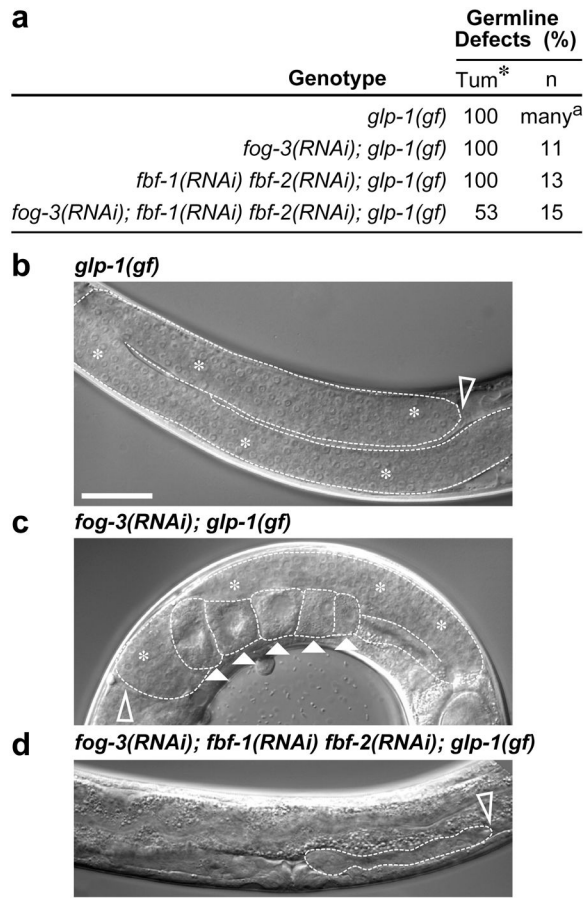 a
Germline
Defects (%)
Genotype Tum* n
glp-1(gf) 100 manyᵃ
fog-3(RNAi); glp-1(gf) 100 11
fbf-1(RNAi) fbf-2(RNAi); glp-1(gf) 100 13
fog-3(RNAi); fbf-1(RNAi) fbf-2(RNAi); glp-1(gf) 53 15
b glp-1(gf)
* * * * *
c fog-3(RNAi); glp-1(gf)
* * * *
d fog-3(RNAi); fbf-1(RNAi) fbf-2(RNAi); glp-1(gf)